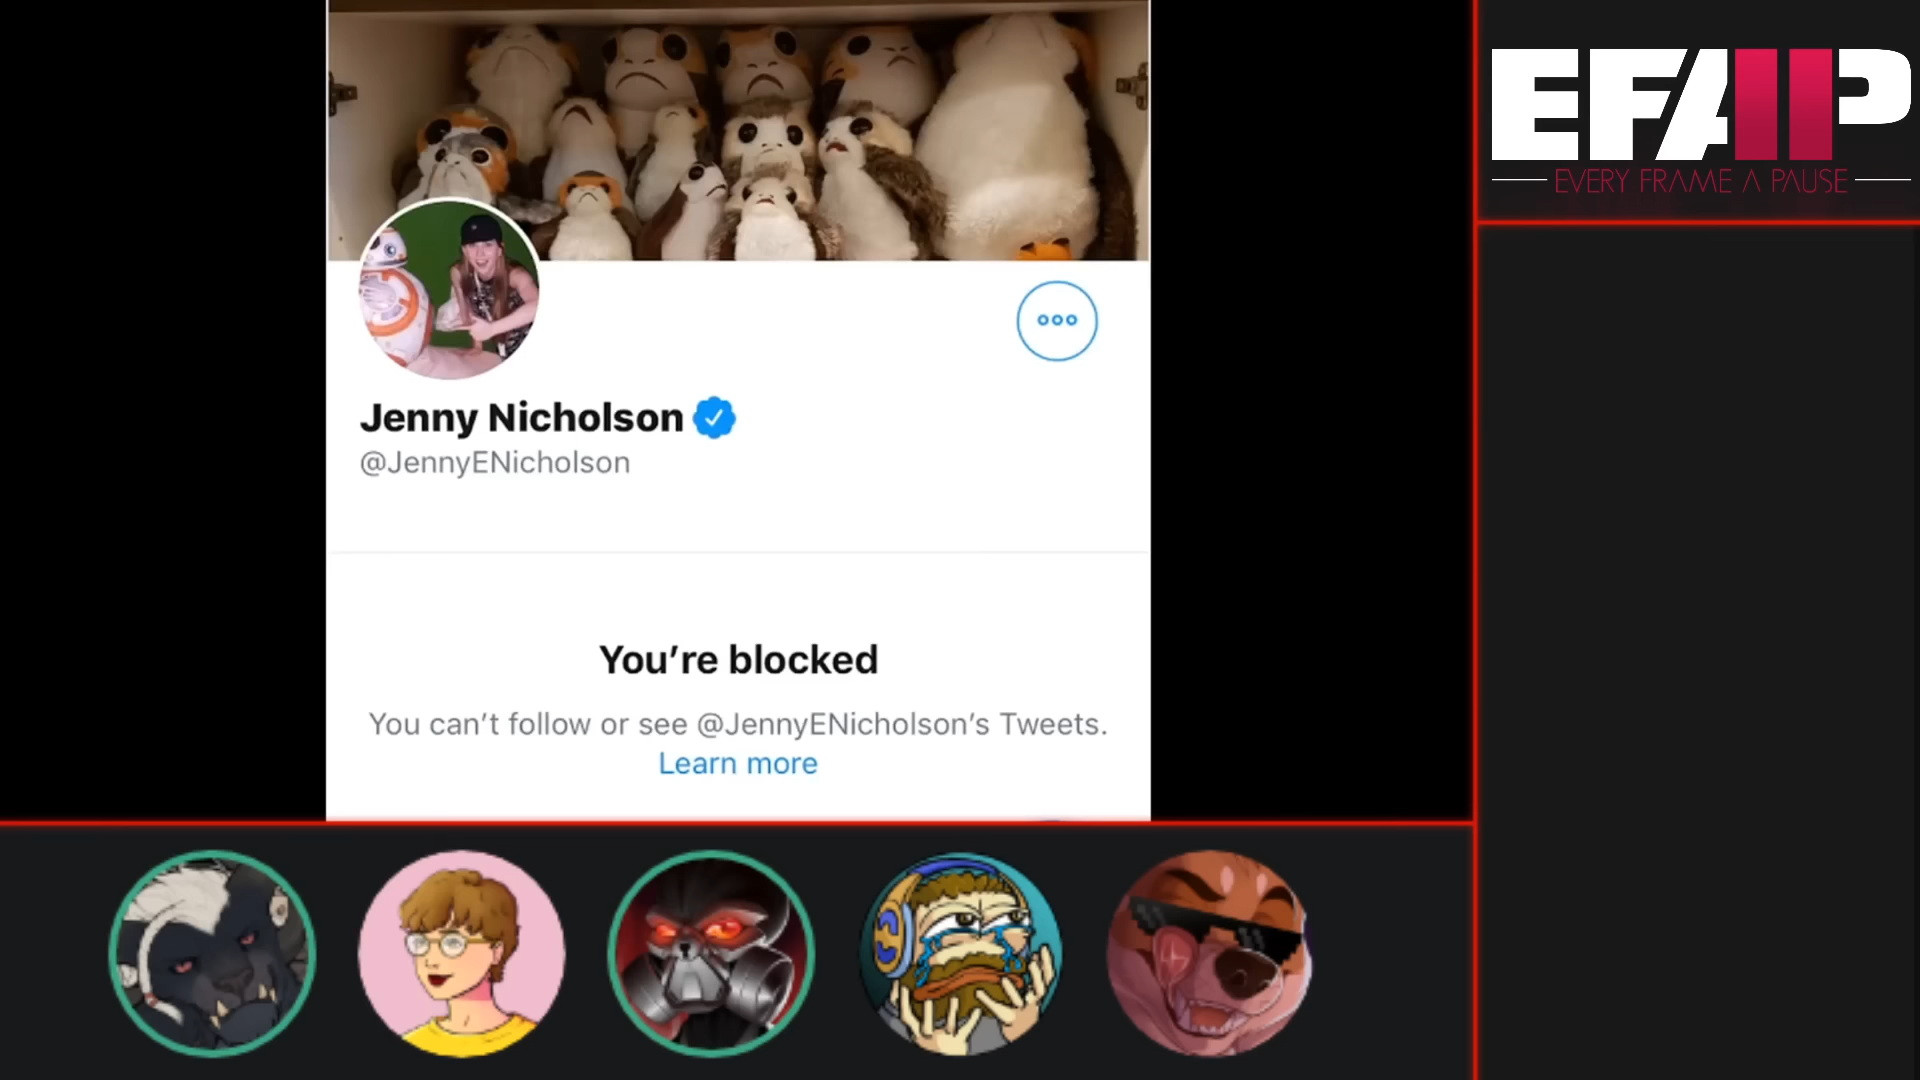 EFAP
EVERY FRAME A PAUSE
Jenny Nicholson
@JennyENicholson
You’re blocked
You can’t follow or see @JennyENicholson’s Tweets.
Learn more